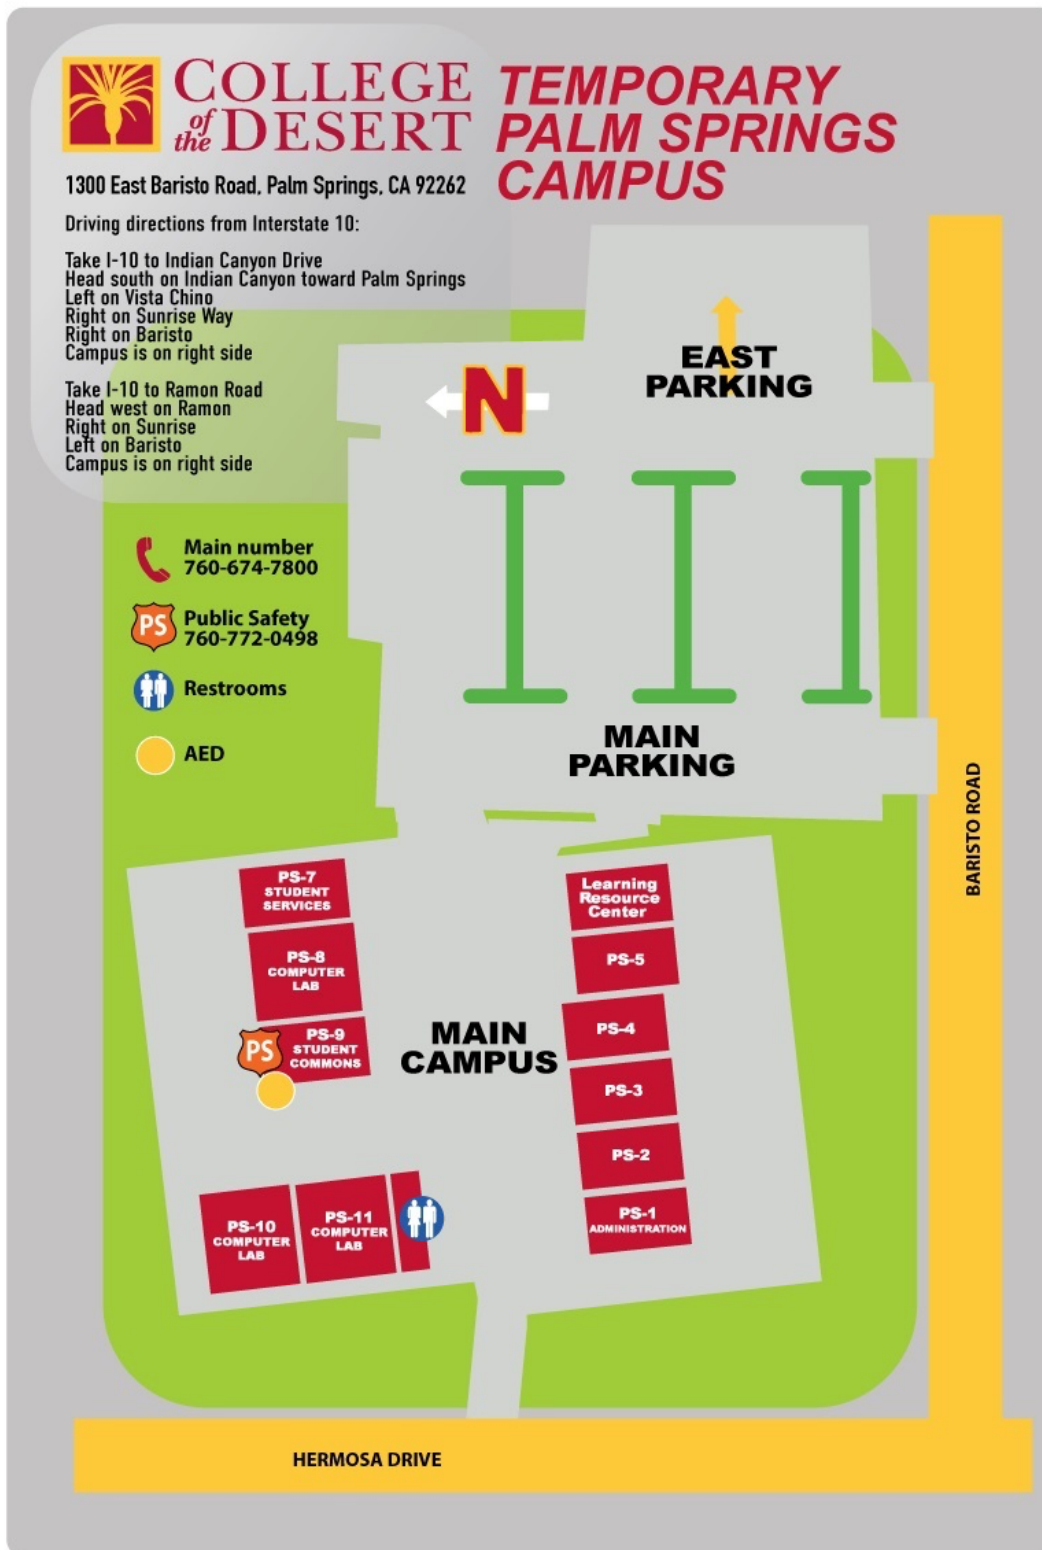 COLLEGE
of the DESERT
TEMPORARY
PALM SPRINGS
CAMPUS
1300 East Baristo Road, Palm Springs, CA 92262
Driving directions from Interstate 10:
Take I-10 to Indian Canyon Drive
Head south on Indian Canyon toward Palm Springs
Left on Vista Chino
Right on Sunrise Way
Right on Baristo
Campus is on right side
Take I-10 to Ramon Road
Head west on Ramon
Right on Sunrise
Left on Baristo
Campus is on right side
EAST
PARKING
N
Main number
760-674-7800
PS
Public Safety
760-772-0498
Restrooms
AED
MAIN
PARKING
BARISTO ROAD
PS-7
STUDENT
SERVICES
PS-8
COMPUTER
LAB
PS
PS-9
STUDENT
COMMONS
MAIN
CAMPUS
Learning
Resource
Center
PS-5
PS-4
PS-3
PS-2
PS-1
ADMINISTRATION
PS-10
COMPUTER
LAB
PS-11
COMPUTER
LAB
HERMOSA DRIVE